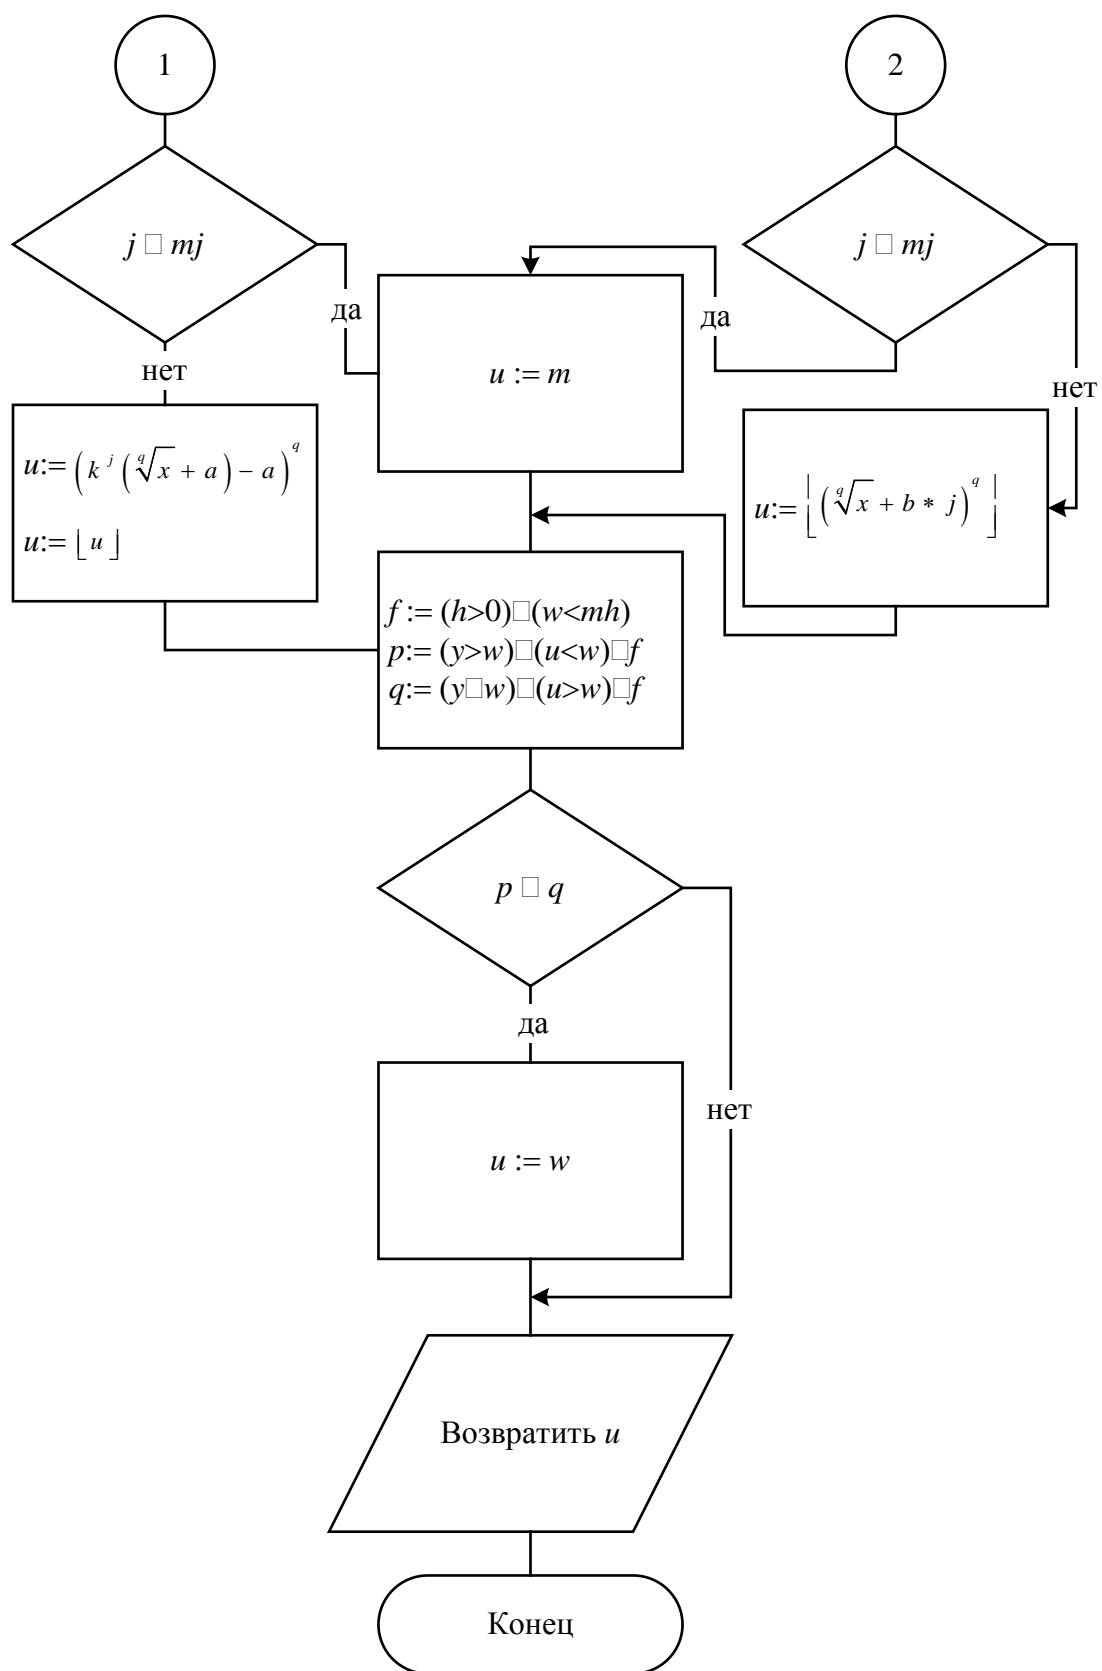 1
2
j □ mj
j □ mj
да
да
нет
нет
u := m
u:= (k^j (^q√x + a) − a)^q
u:= ⌊u⌋
u:= ⌊(^q√x + b * j)^q⌋
f := (h>0)□(w<mh)
p:= (y>w)□(u<w)□f
q:= (y□w)□(u>w)□f
p □ q
да
нет
u := w
Возвратить u
Конец